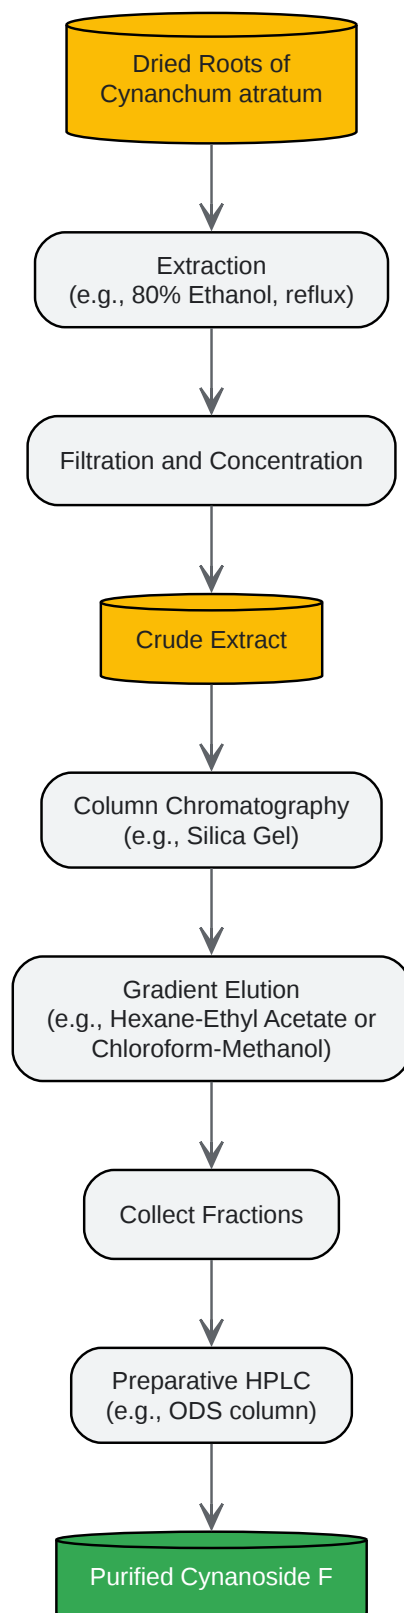 Dried Roots of
Cynanchum atratum
Extraction
(e.g., 80% Ethanol, reflux)
Filtration and Concentration
Crude Extract
Column Chromatography
(e.g., Silica Gel)
Gradient Elution
(e.g., Hexane-Ethyl Acetate or
Chloroform-Methanol)
Collect Fractions
Preparative HPLC
(e.g., ODS column)
Purified Cynanoside F